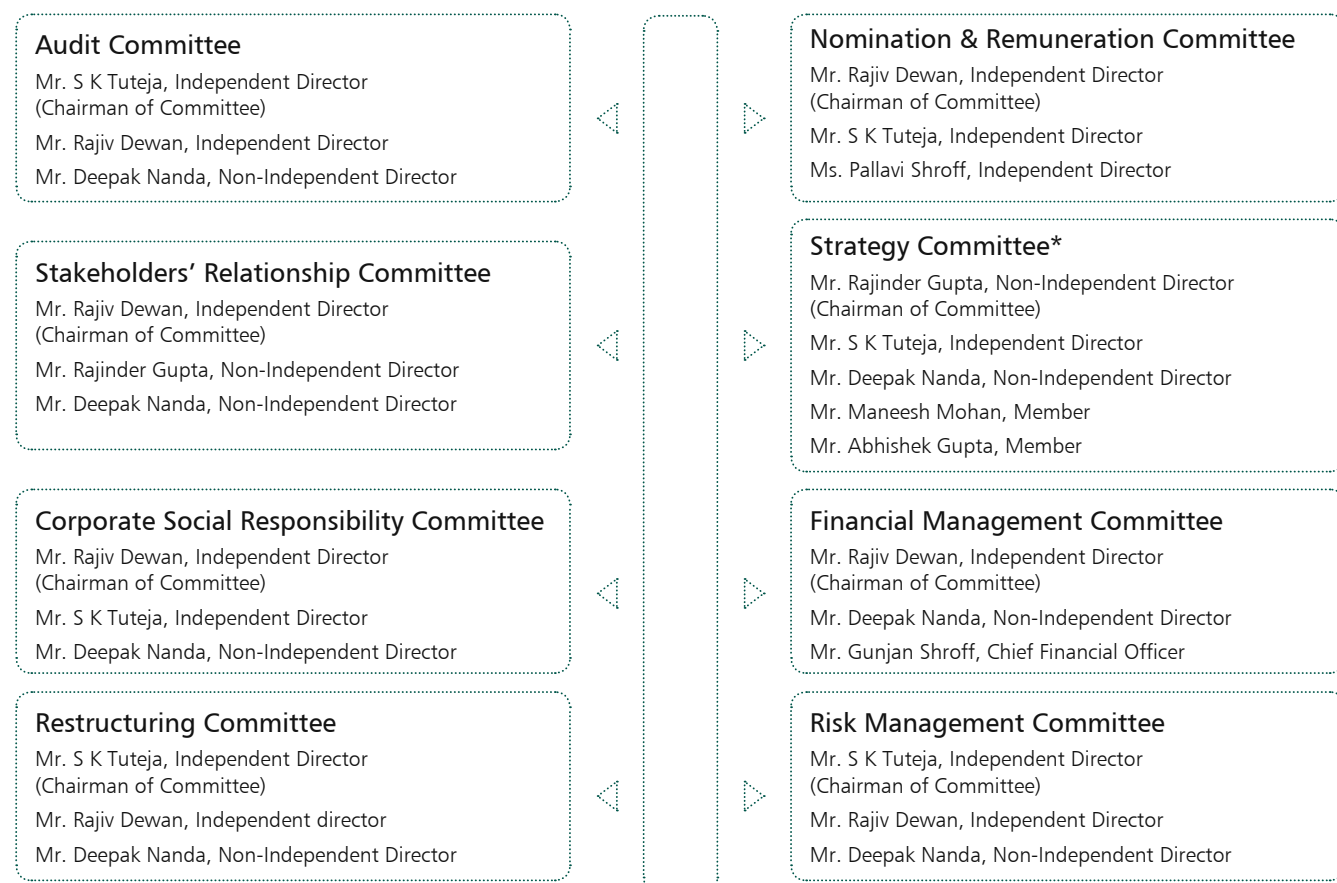 Audit Committee
Mr. S K Tuteja, Independent Director
(Chairman of Committee)
Mr. Rajiv Dewan, Independent Director
Mr. Deepak Nanda, Non-Independent Director
Nomination & Remuneration Committee
Mr. Rajiv Dewan, Independent Director
(Chairman of Committee)
Mr. S K Tuteja, Independent Director
Ms. Pallavi Shroff, Independent Director
Stakeholders’ Relationship Committee
Mr. Rajiv Dewan, Independent Director
(Chairman of Committee)
Mr. Rajinder Gupta, Non-Independent Director
Mr. Deepak Nanda, Non-Independent Director
Strategy Committee*
Mr. Rajinder Gupta, Non-Independent Director
(Chairman of Committee)
Mr. S K Tuteja, Independent Director
Mr. Deepak Nanda, Non-Independent Director
Mr. Maneesh Mohan, Member
Mr. Abhishek Gupta, Member
Corporate Social Responsibility Committee
Mr. Rajiv Dewan, Independent Director
(Chairman of Committee)
Mr. S K Tuteja, Independent Director
Mr. Deepak Nanda, Non-Independent Director
Financial Management Committee
Mr. Rajiv Dewan, Independent Director
(Chairman of Committee)
Mr. Deepak Nanda, Non-Independent Director
Mr. Gunjan Shroff, Chief Financial Officer
Restructuring Committee
Mr. S K Tuteja, Independent Director
(Chairman of Committee)
Mr. Rajiv Dewan, Independent director
Mr. Deepak Nanda, Non-Independent Director
Risk Management Committee
Mr. S K Tuteja, Independent Director
(Chairman of Committee)
Mr. Rajiv Dewan, Independent Director
Mr. Deepak Nanda, Non-Independent Director